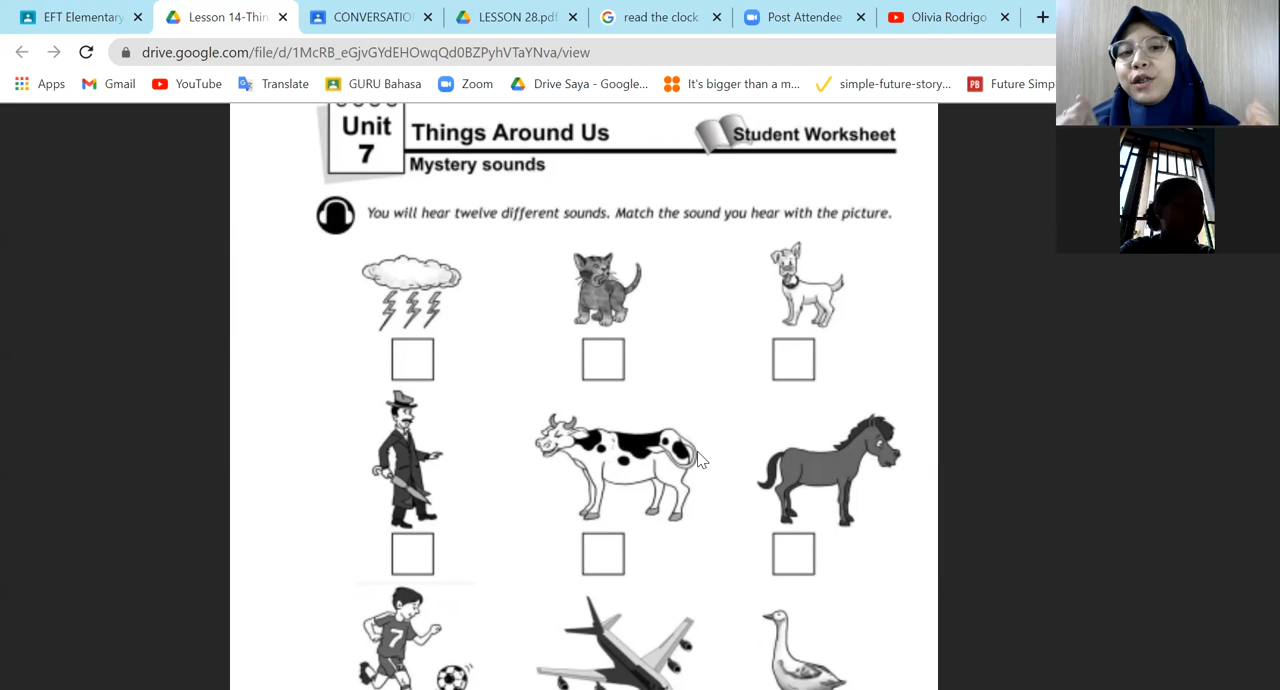 EFT Elementary
Lesson 14-Thin
CONVERSATIO
LESSON 28.pdf
read the clock
Post Attendee
Olivia Rodrigo
drive.google.com/file/d/1McRB_eGjvGYdEHOwqQd0BZPyhVTaYNva/view
Apps
Gmail
YouTube
Translate
GURU Bahasa
Zoom
Drive Saya - Google...
It's bigger than a m...
simple-future-story...
PB
Future Simp
Unit
7
Things Around Us
Student Worksheet
Mystery sounds
You will hear twelve different sounds. Match the sound you hear with the picture.
7